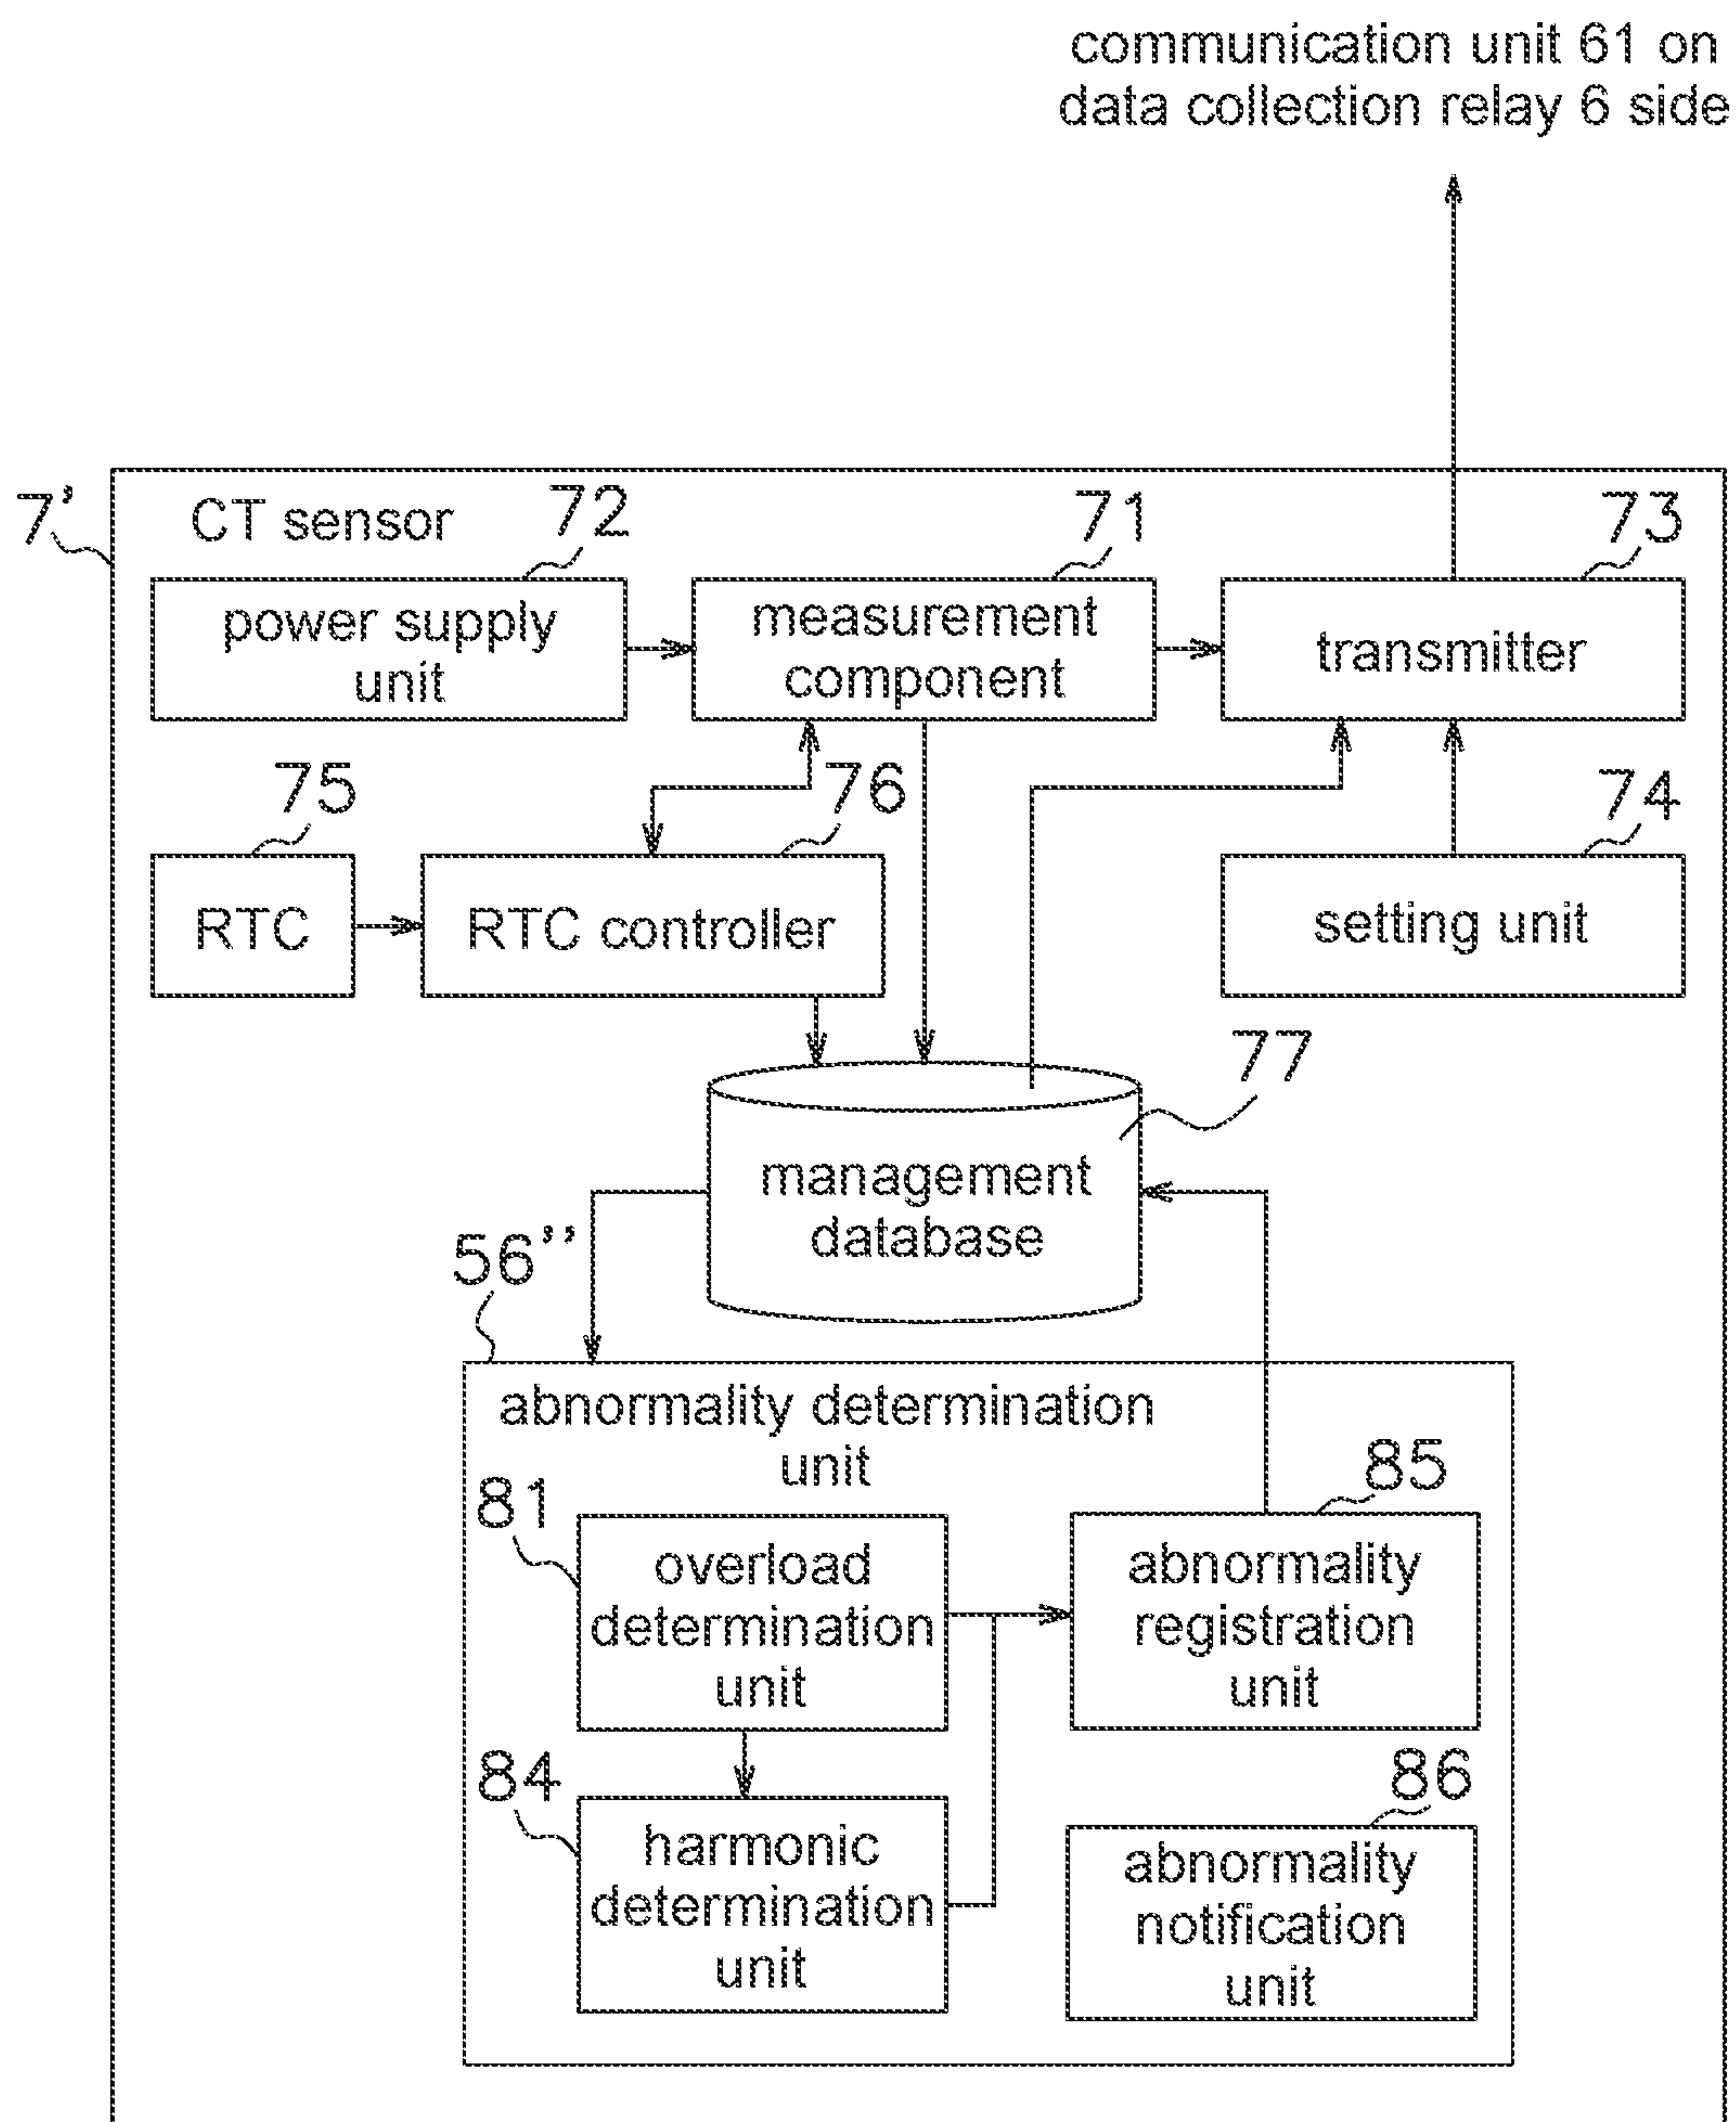 communication unit 61 on
data collection relay 6 side
7'
CT sensor
72
71
73
power supply
unit
measurement
component
transmitter
75
76
74
RTC
RTC controller
setting unit
77
management
database
56''
abnormality determination
unit
81
85
overload
determination
unit
abnormality
registration
unit
84
86
harmonic
determination
unit
abnormality
notification
unit